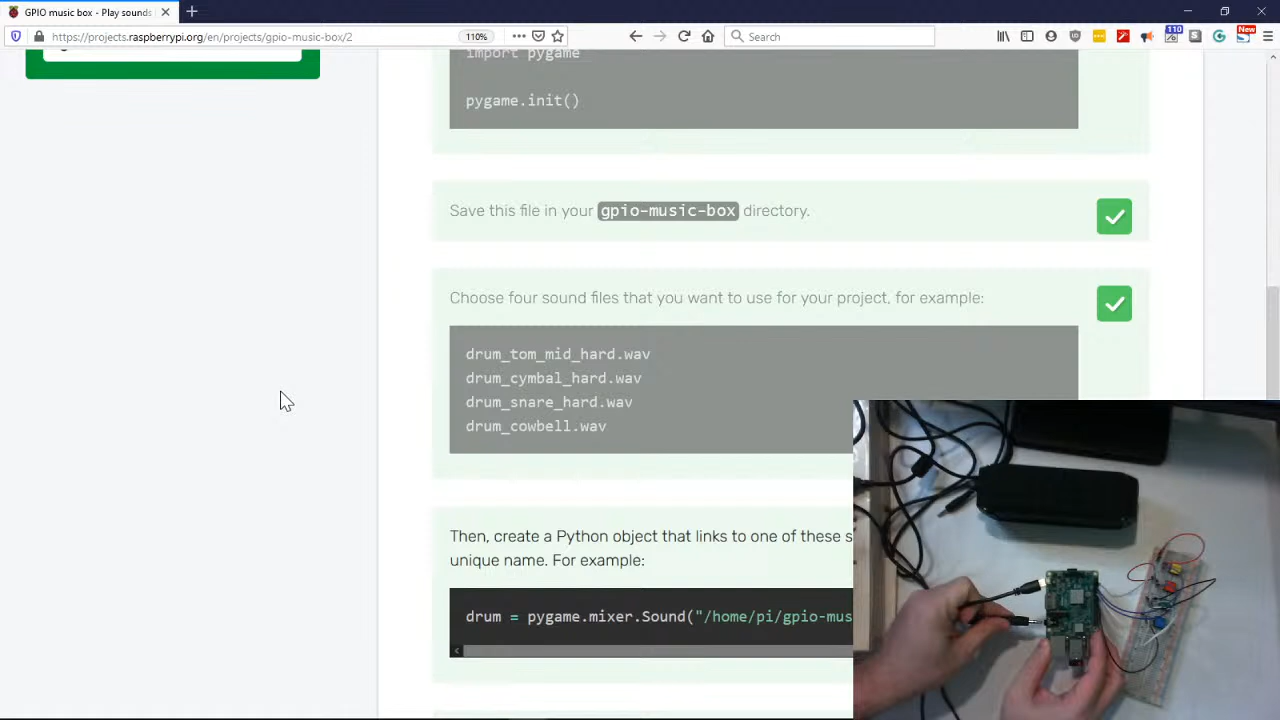 GPIO music box - Play sounds
https://projects.raspberrypi.org/en/projects/gpio-music-box/2
110%
Search
110
New
import pygame
pygame.init()
Save this file in your gpio-music-box directory.
Choose four sound files that you want to use for your project, for example:
drum_tom_mid_hard.wav
drum_cymbal_hard.wav
drum_snare_hard.wav
drum_cowbell.wav
Then, create a Python object that links to one of these s
unique name. For example:
drum = pygame.mixer.Sound("/home/pi/gpio-mus